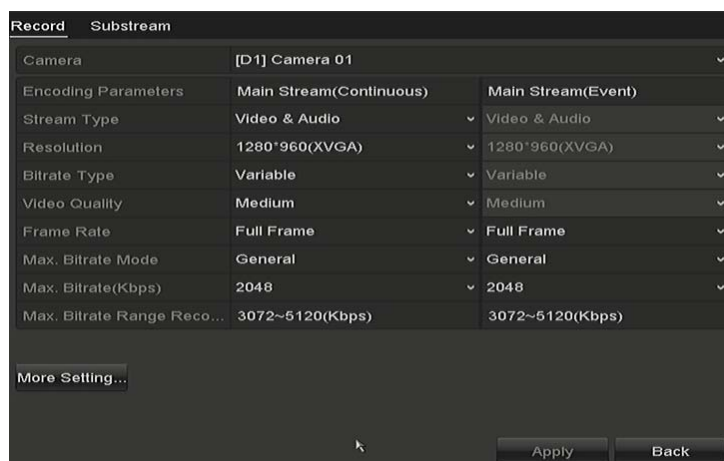 Record Substream
Camera [D1] Camera 01
Encoding Parameters Main Stream(Continuous) Main Stream(Event)
Stream Type Video & Audio Video & Audio
Resolution 1280*960(XVGA) 1280*960(XVGA)
Bitrate Type Variable Variable
Video Quality Medium Medium
Frame Rate Full Frame Full Frame
Max. Bitrate Mode General General
Max. Bitrate(Kbps) 2048 2048
Max. Bitrate Range Reco... 3072~5120(Kbps) 3072~5120(Kbps)
More Setting...
Apply Back